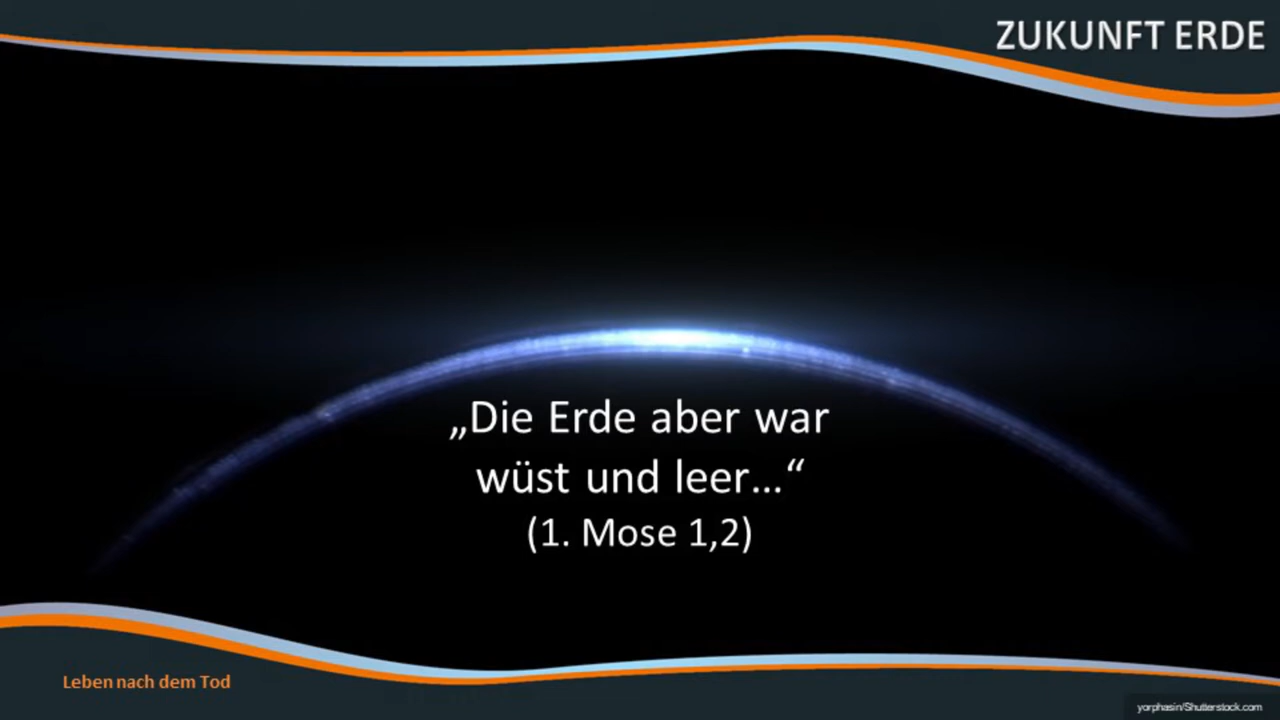 ZUKUNFT ERDE
„Die Erde aber war
wüst und leer…“
(1. Mose 1,2)
Leben nach dem Tod
yorphasin/Shutterstock.com